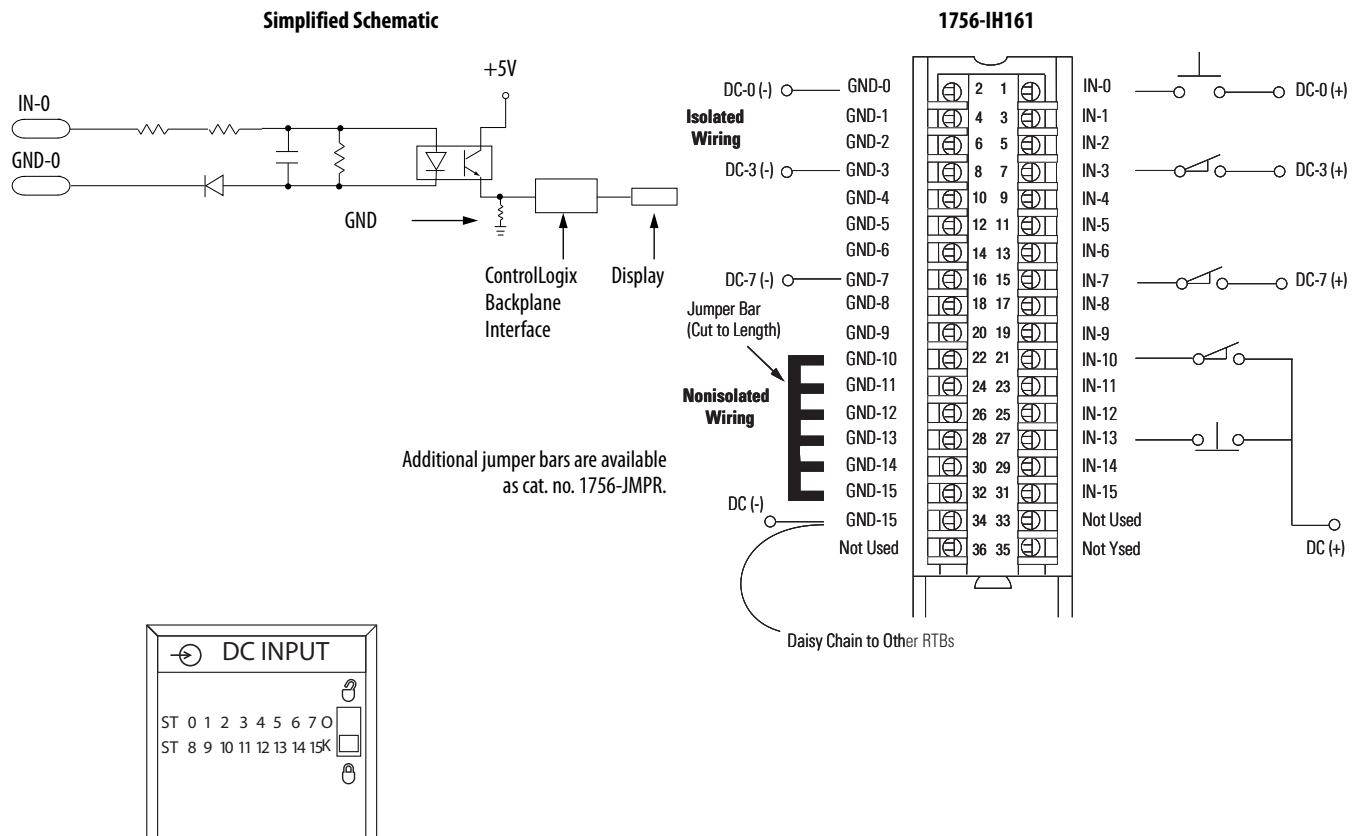 Simplified Schematic
+5V
IN-0
GND-0
GND
ControlLogix
Backplane
Interface
Display
1756-IH161
DC-0 (-) GND-0 2 1 IN-0 DC-0 (+)
Isolated
Wiring
GND-1 4 3 IN-1
GND-2 6 5 IN-2
DC-3 (-) GND-3 8 7 IN-3 DC-3 (+)
GND-4 10 9 IN-4
GND-5 12 11 IN-5
GND-6 14 13 IN-6
DC-7 (-) GND-7 16 15 IN-7 DC-7 (+)
GND-8 18 17 IN-8
Jumper Bar
(Cut to Length)
GND-9 20 19 IN-9
GND-10 22 21 IN-10
GND-11 24 23 IN-11
Nonisolated
Wiring
GND-12 26 25 IN-12
GND-13 28 27 IN-13
GND-14 30 29 IN-14
Additional jumper bars are available
as cat. no. 1756-JMPR.
GND-15 32 31 IN-15
DC (-) GND-15 34 33 Not Used
Not Used 36 35 Not Ysed
DC (+)
Daisy Chain to Other RTBs
DC INPUT
ST 0 1 2 3 4 5 6 7 O
ST 8 9 10 11 12 13 14 15 K